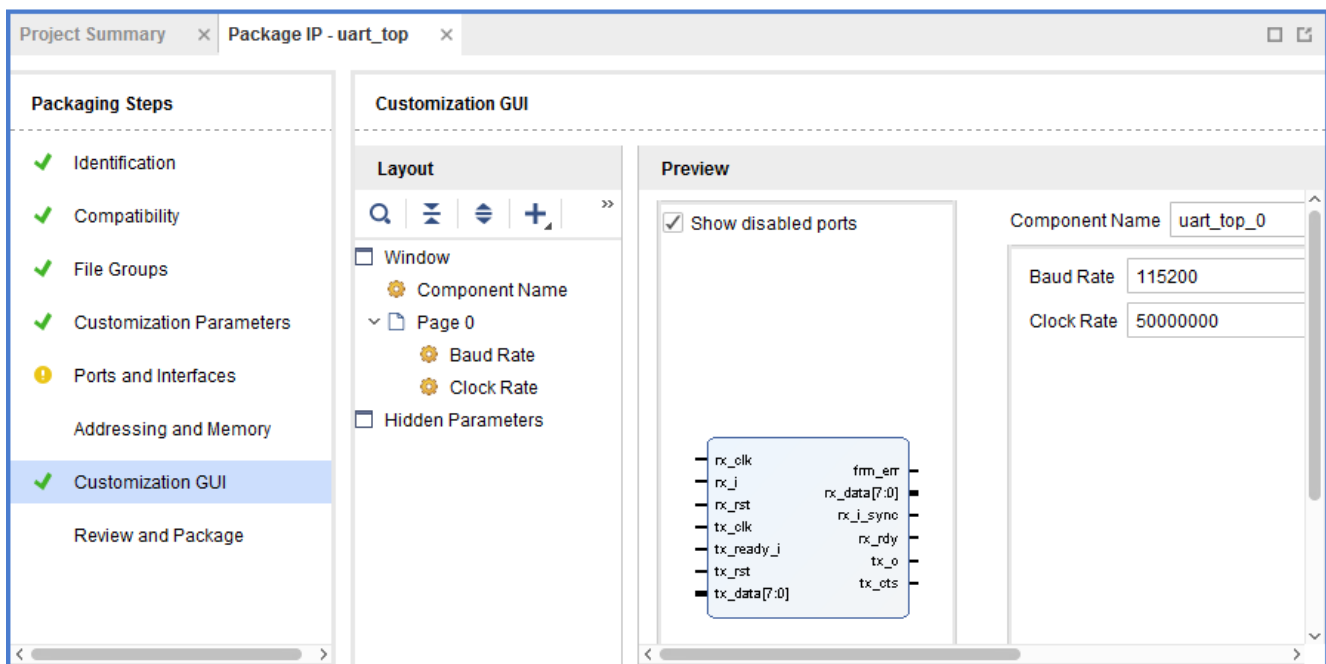 Project Summary
Package IP - uart_top
Packaging Steps
Identification
Compatibility
File Groups
Customization Parameters
Ports and Interfaces
Addressing and Memory
Customization GUI
Review and Package
Customization GUI
Layout
Window
Component Name
Page 0
Baud Rate
Clock Rate
Hidden Parameters
Preview
Show disabled ports
rx_clk
rx_i
rx_rst
tx_clk
tx_ready_i
tx_rst
tx_data[7:0]
frm_err
rx_data[7:0]
rx_i_sync
rx_rdy
tx_o
tx_cts
Component Name uart_top_0
Baud Rate 115200
Clock Rate 50000000